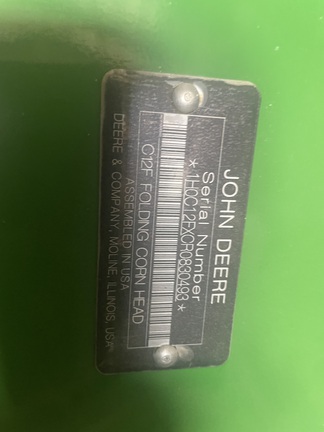 JOHN DEERE
Serial Number
*1H0C12FXCR0830493*
C12F FOLDING CORN HEAD
ASSEMBLED IN USA
DEERE & COMPANY, MOLINE, ILLINOIS, USA